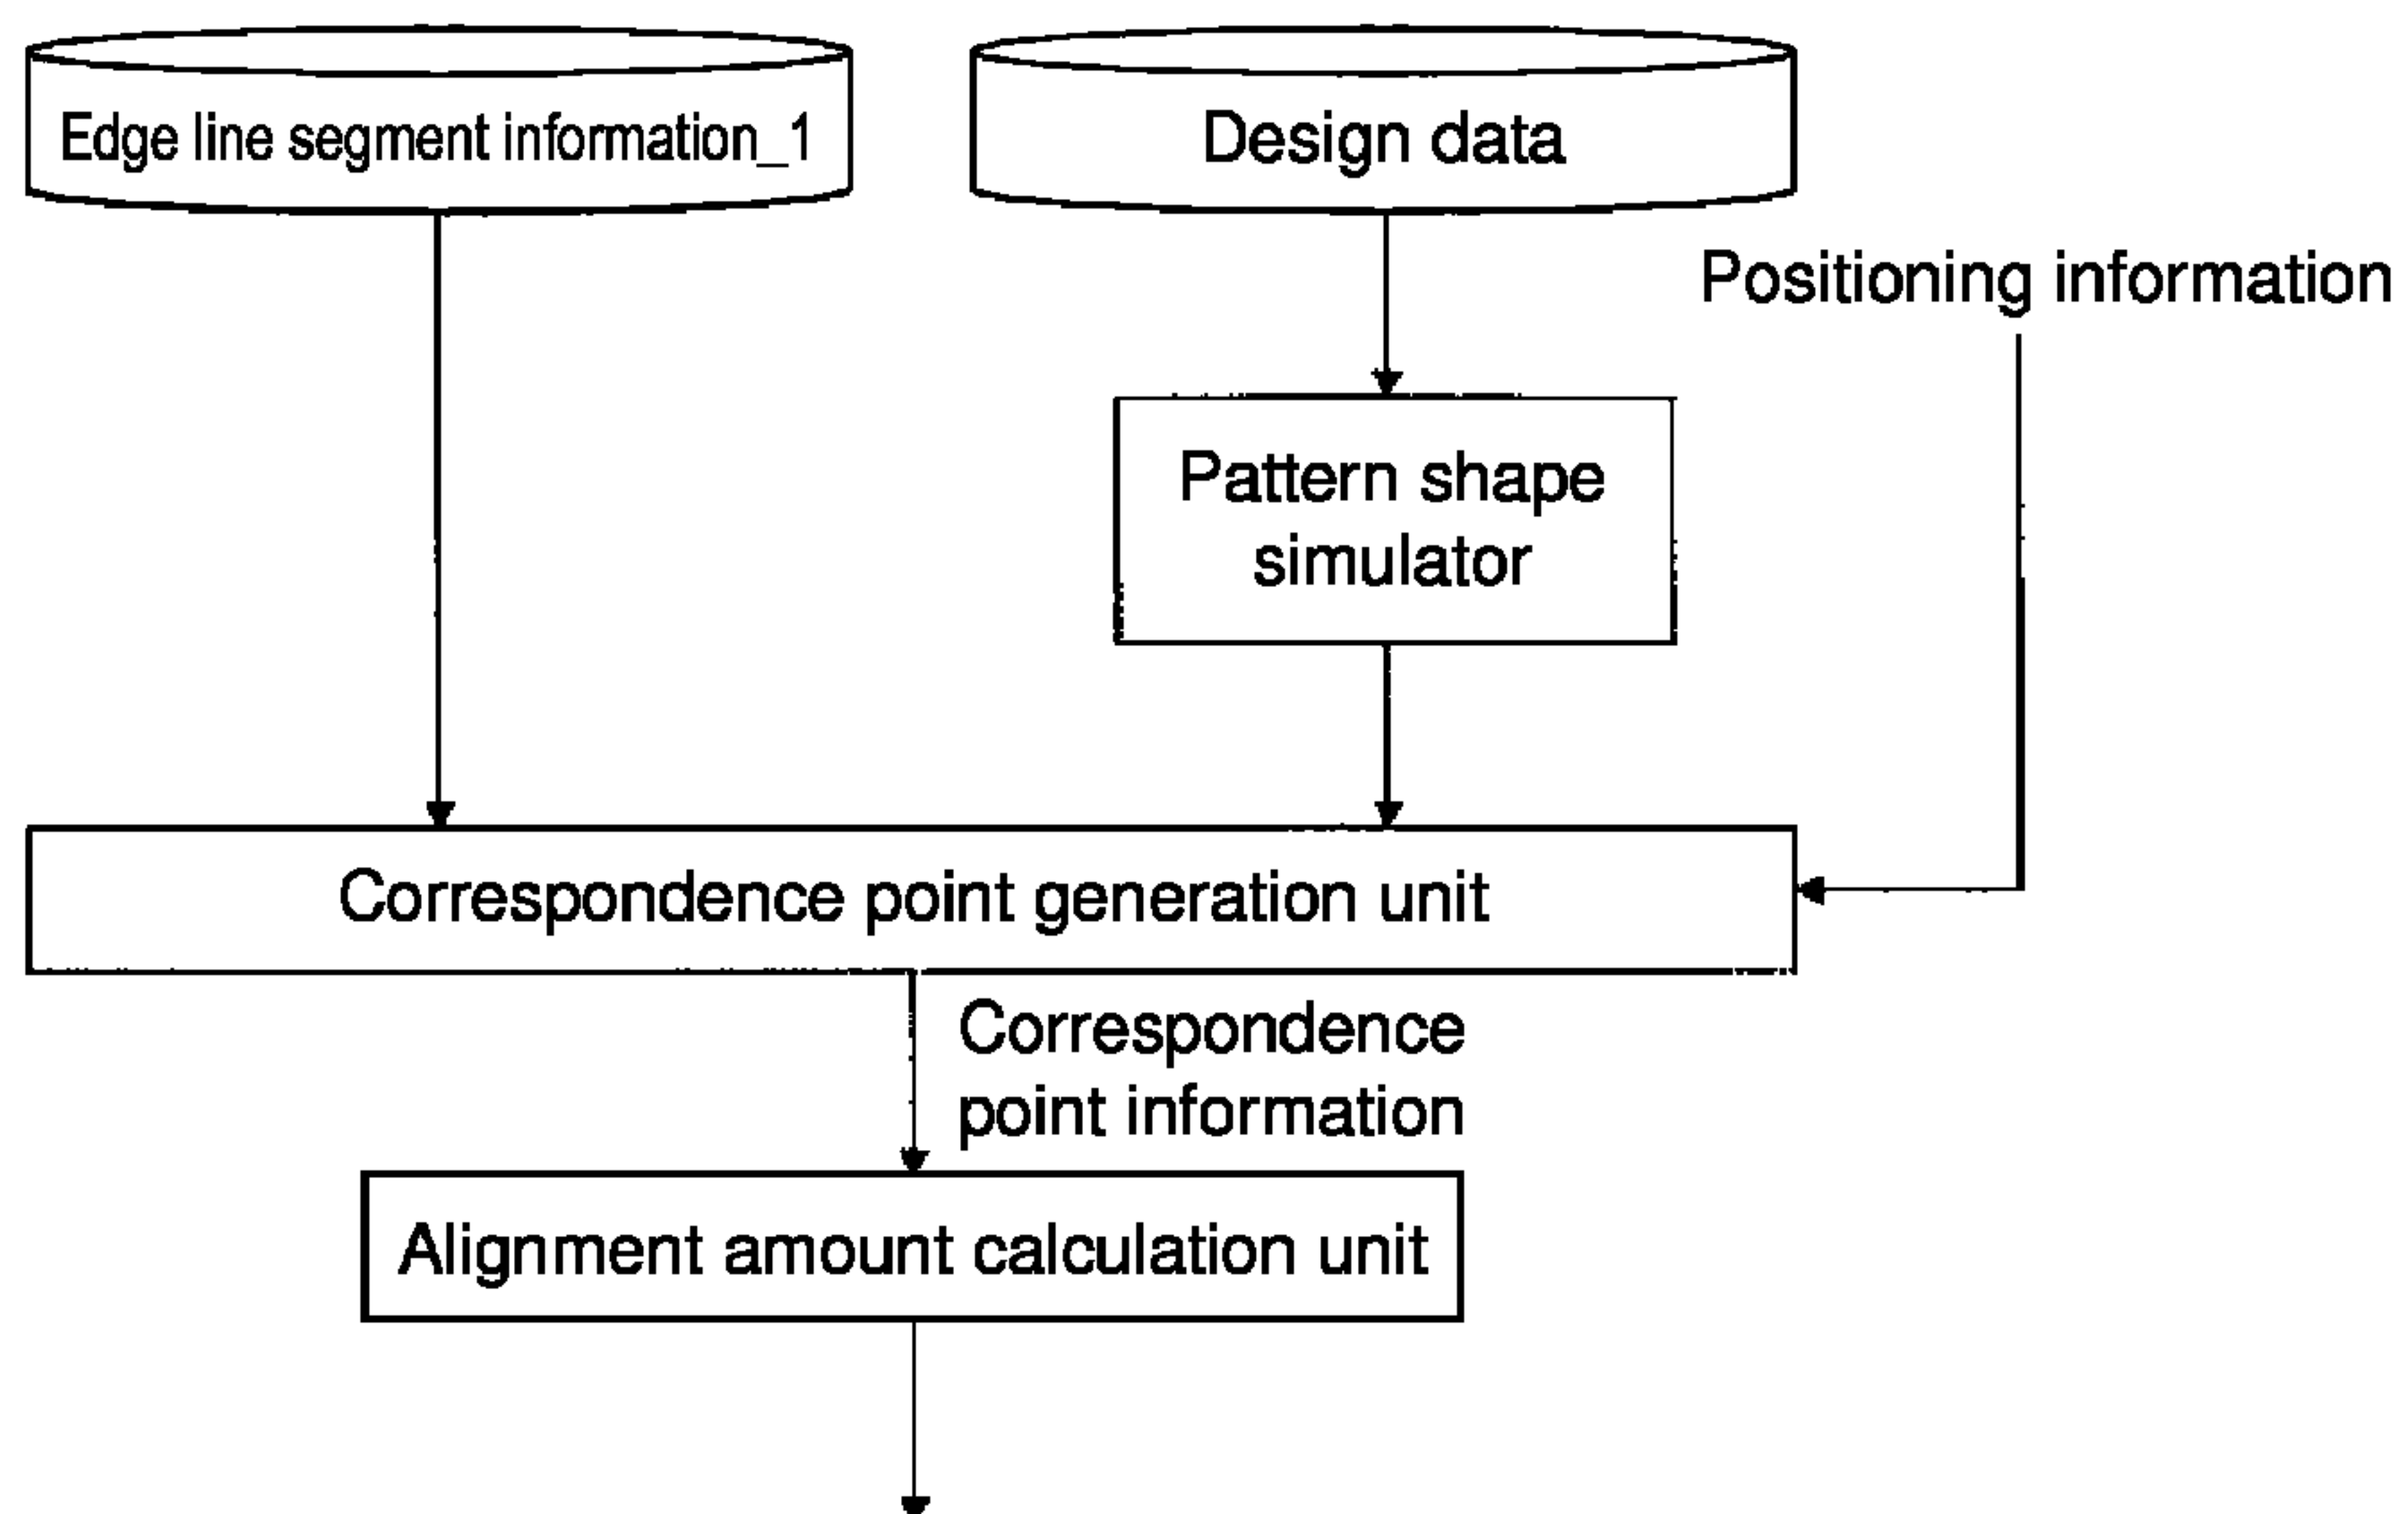 Edge line segment information_1
Design data
Positioning information
Pattern shape
simulator
Correspondence point generation unit
Correspondence
point information
Alignment amount calculation unit